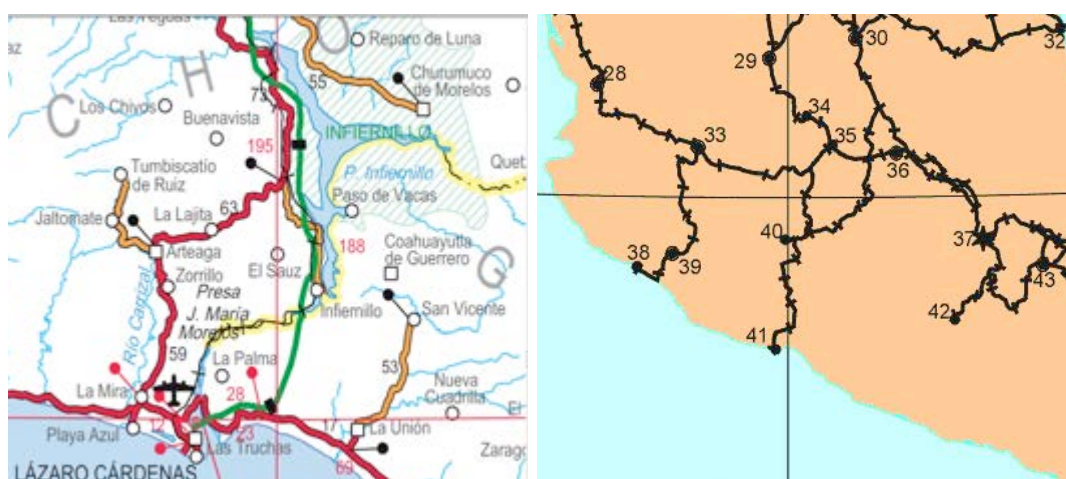 Las Yeguas
Reparo de Luna
Churumuco
de Morelos
55
73
Los Chivos
Buenavista
C
H
O
INFIERNILLO
195
Tumbiscatío
de Ruiz
P. Infiernillo
Paso de Vacas
Jaltomate
La Lajita
63
188
Arteaga
El Sauz
Coahuayutla
de Guerrero
G
Zorrillo
Presa
J. María
Morelos
Infiernillo
San Vicente
Río Carrizal
59
La Palma
53
La Mira
28
Nueva
Cuadrilla
12
23
17
La Unión
Playa Azul
Las Truchas
69
LÁZARO CÁRDENAS
28
29
30
32
33
34
35
36
37
38
39
40
41
42
43